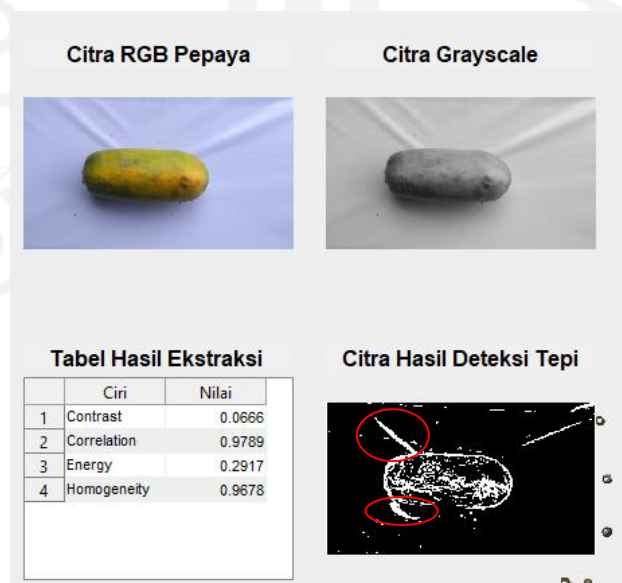 Citra RGB Pepaya
Citra Grayscale
Tabel Hasil Ekstraksi
Citra Hasil Deteksi Tepi
Ciri Nilai
1 Contrast 0.0666
2 Correlation 0.9789
3 Energy 0.2917
4 Homogeneity 0.9678